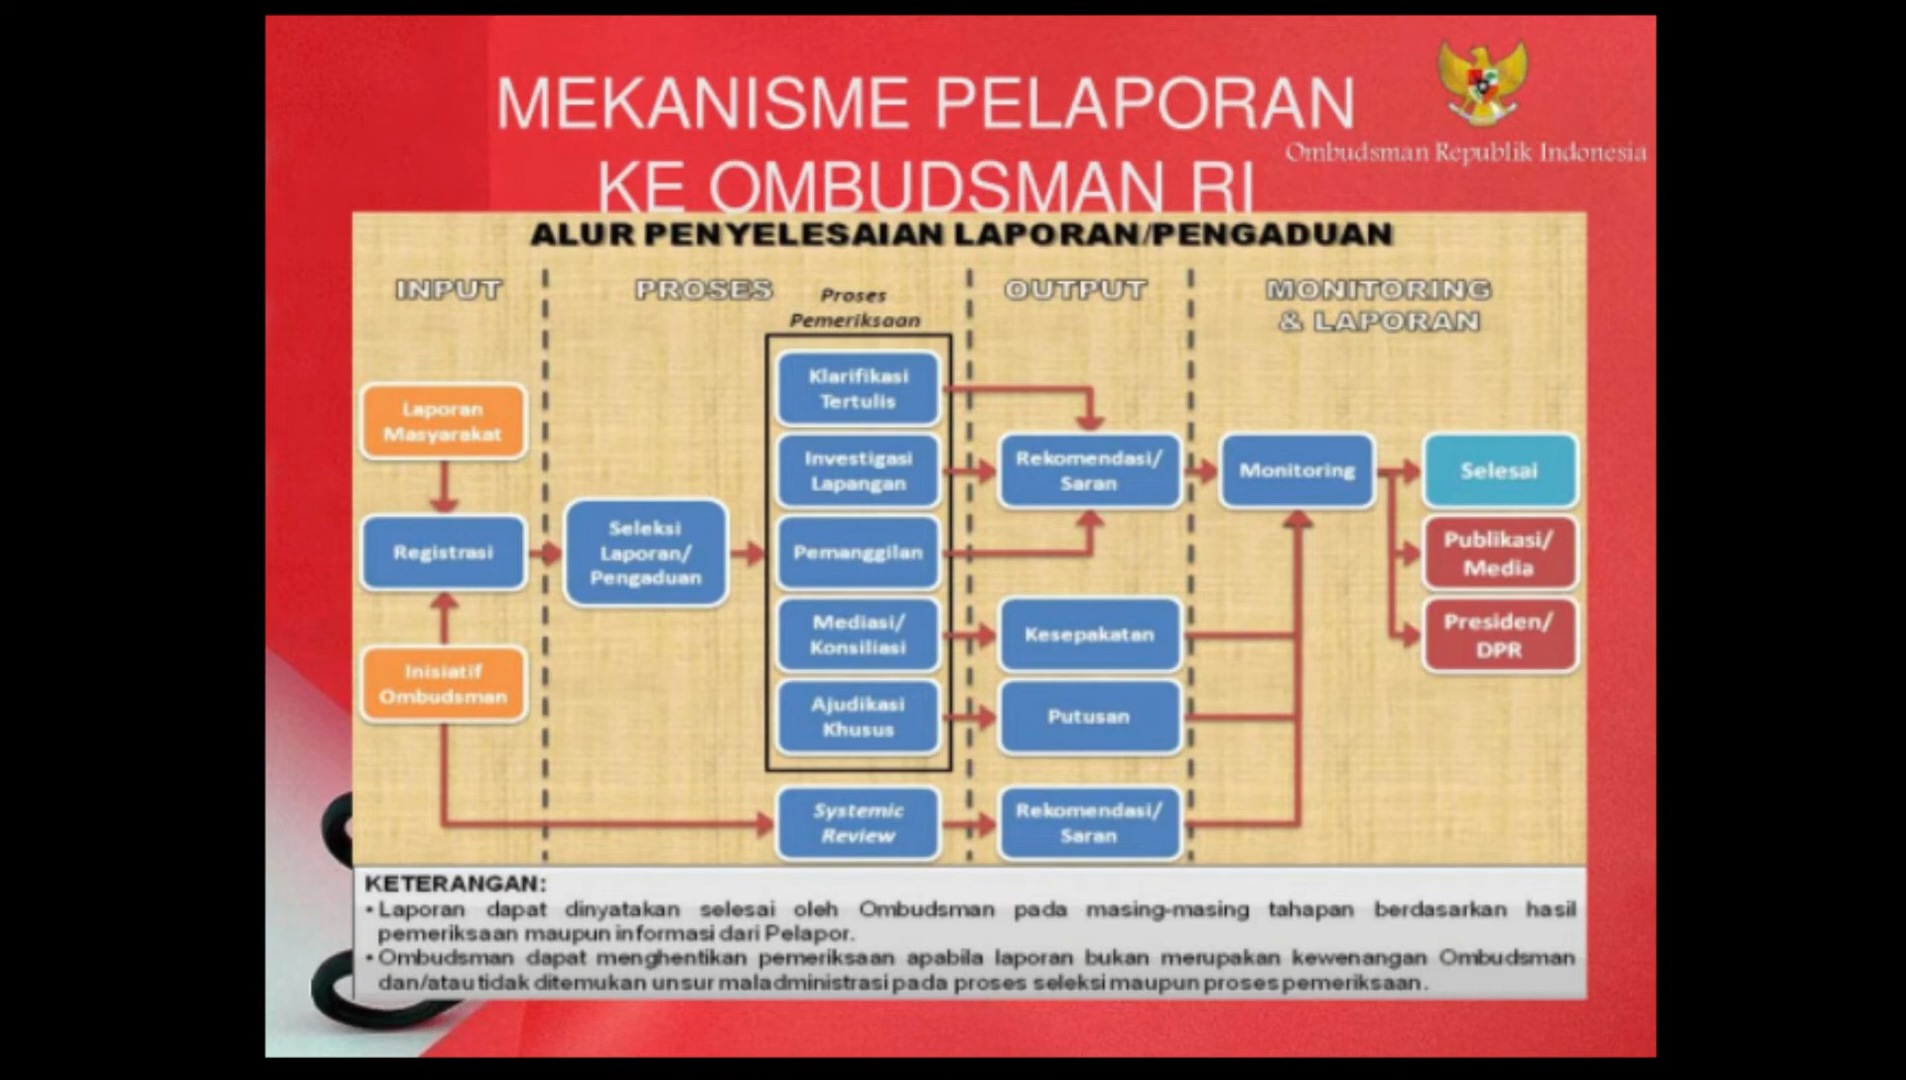 MEKANISME PELAPORAN
KE OMBUDSMAN RI
Ombudsman Republik Indonesia
ALUR PENYELESAIAN LAPORAN/PENGADUAN
INPUT
PROSES
Proses
Pemeriksaan
OUTPUT
MONITORING
& LAPORAN
Laporan
Masyarakat
Registrasi
Inisiatif
Ombudsman
Seleksi
Laporan/
Pengaduan
Klarifikasi
Tertulis
Investigasi
Lapangan
Pemanggilan
Mediasi/
Konsiliasi
Ajudikasi
Khusus
Systemic
Review
Rekomendasi/
Saran
Kesepakatan
Putusan
Rekomendasi/
Saran
Monitoring
Selesai
Publikasi/
Media
Presiden/
DPR
KETERANGAN:
• Laporan dapat dinyatakan selesai oleh Ombudsman pada masing-masing tahapan berdasarkan hasil
pemeriksaan maupun informasi dari Pelapor.
• Ombudsman dapat menghentikan pemeriksaan apabila laporan bukan merupakan kewenangan Ombudsman
dan/atau tidak ditemukan unsur maladministrasi pada proses seleksi maupun proses pemeriksaan.